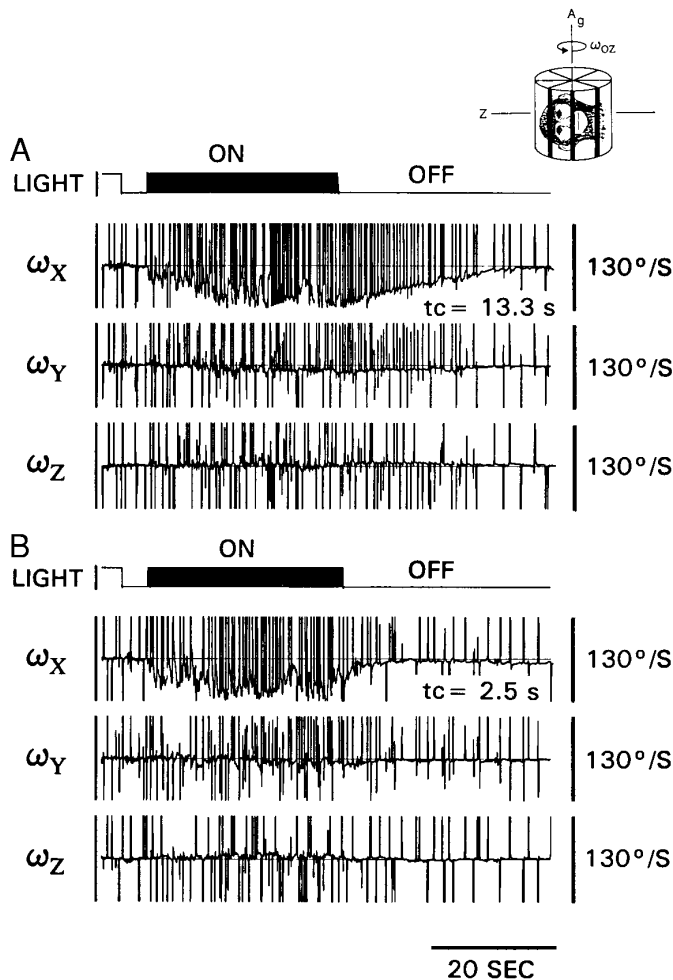 A_g
ω_OZ
Z
A
ON
LIGHT
OFF
ω_X
130°/S
tc = 13.3 s
ω_Y
130°/S
ω_Z
130°/S
B
ON
LIGHT
OFF
ω_X
130°/S
tc = 2.5 s
ω_Y
130°/S
ω_Z
130°/S
20 SEC